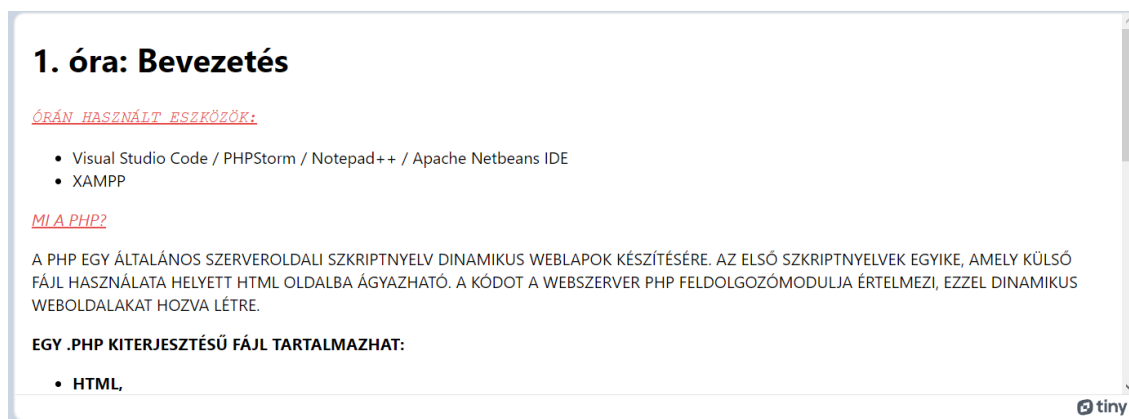 1. óra: Bevezetés
ÓRÁN HASZNÁLT ESZKÖZÖK:
• Visual Studio Code / PHPStorm / Notepad++ / Apache Netbeans IDE
• XAMPP
MI A PHP?
A PHP EGY ÁLTALÁNOS SZERVEROLDALI SZKRIPTNYELV DINAMIKUS WEBLAPOK KÉSZÍTÉSÉRE. AZ ELSŐ SZKRIPTNYELVEK EGYIKE, AMELY KÜLSŐ
FÁJL HASZNÁLATA HELYETT HTML OLDALBA ÁGYAZHATÓ. A KÓDOT A WEBSZERVER PHP FELDOLGOZÓMODULJA ÉRTELMEZI, EZZEL DINAMIKUS
WEBOLDALAKAT HOZVA LÉTRE.
EGY .PHP KITERJESZTÉSŰ FÁJL TARTALMAZHAT:
• HTML,
tiny